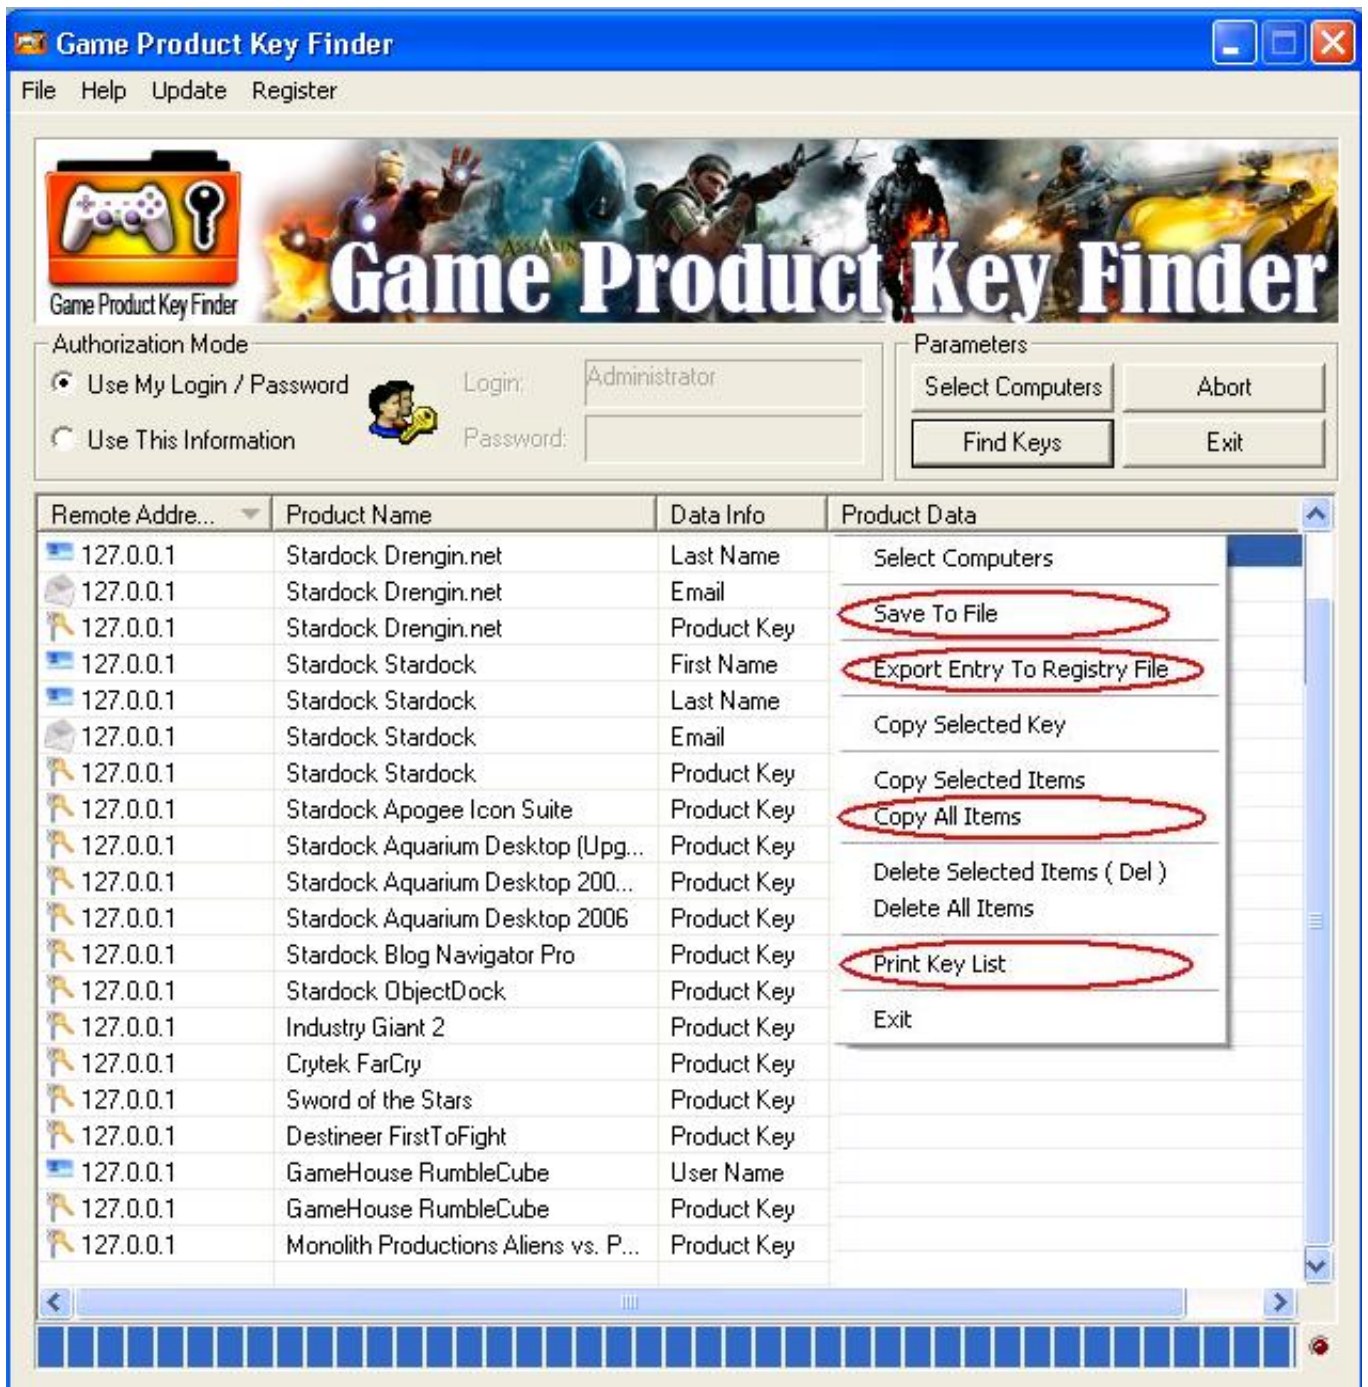 Game Product Key Finder
File Help Update Register
Game Product Key Finder
Game Product Key Finder
Authorization Mode
Use My Login / Password
Login: Administrator
Use This Information
Password:
Parameters
Select Computers Abort
Find Keys Exit
Remote Addre... Product Name Data Info Product Data
127.0.0.1 Stardock Drengin.net Last Name
127.0.0.1 Stardock Drengin.net Email
127.0.0.1 Stardock Drengin.net Product Key
127.0.0.1 Stardock Stardock First Name
127.0.0.1 Stardock Stardock Last Name
127.0.0.1 Stardock Stardock Email
127.0.0.1 Stardock Stardock Product Key
127.0.0.1 Stardock Apogee Icon Suite Product Key
127.0.0.1 Stardock Aquarium Desktop (Upg... Product Key
127.0.0.1 Stardock Aquarium Desktop 200... Product Key
127.0.0.1 Stardock Aquarium Desktop 2006 Product Key
127.0.0.1 Stardock Blog Navigator Pro Product Key
127.0.0.1 Stardock ObjectDock Product Key
127.0.0.1 Industry Giant 2 Product Key
127.0.0.1 Crytek FarCry Product Key
127.0.0.1 Sword of the Stars Product Key
127.0.0.1 Destineer FirstToFight Product Key
127.0.0.1 GameHouse RumbleCube User Name
127.0.0.1 GameHouse RumbleCube Product Key
127.0.0.1 Monolith Productions Aliens vs. P... Product Key
Select Computers
Save To File
Export Entry To Registry File
Copy Selected Key
Copy Selected Items
Copy All Items
Delete Selected Items ( Del )
Delete All Items
Print Key List
Exit